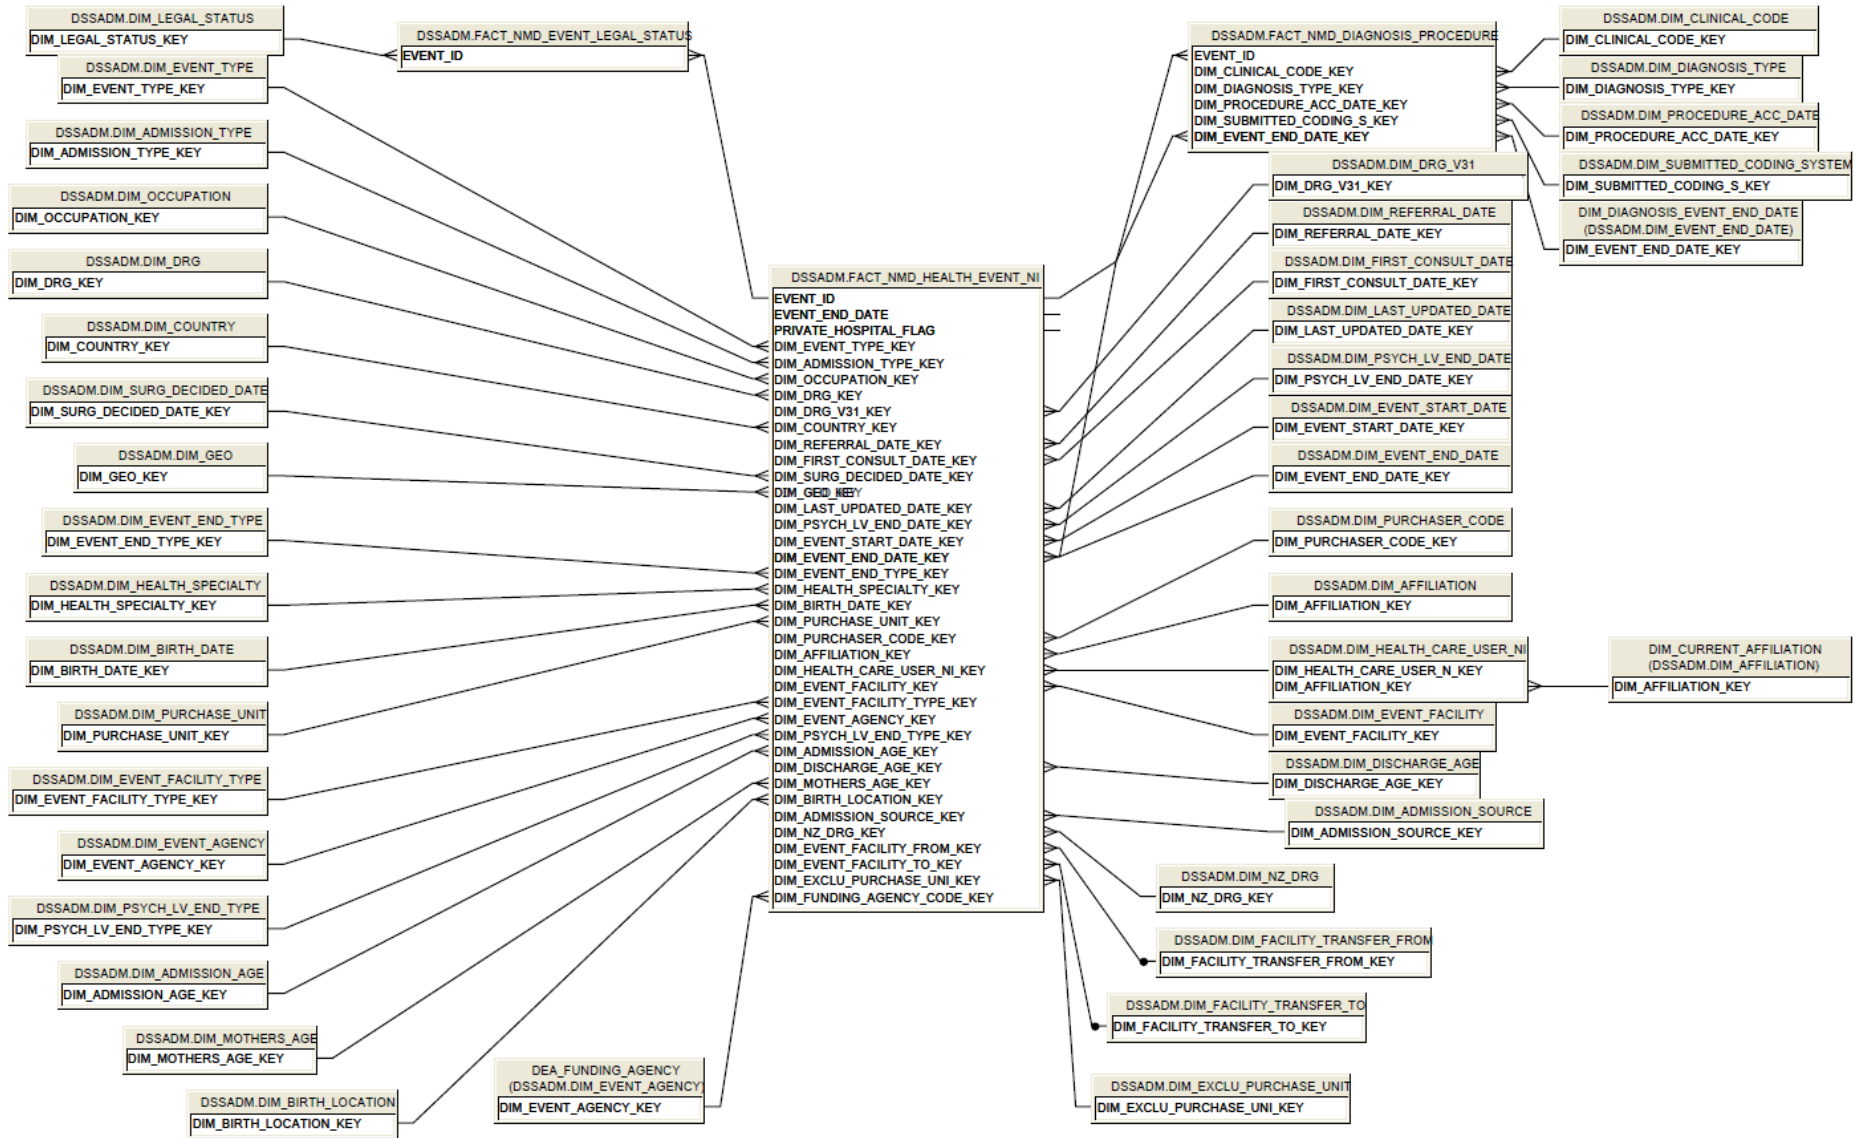 DSSADM.DIM_LEGAL_STATUS
DIM_LEGAL_STATUS_KEY
DSSADM.DIM_EVENT_TYPE
DIM_EVENT_TYPE_KEY
DSSADM.DIM_ADMISSION_TYPE
DIM_ADMISSION_TYPE_KEY
DSSADM.DIM_OCCUPATION
DIM_OCCUPATION_KEY
DSSADM.DIM_DRG
DIM_DRG_KEY
DSSADM.DIM_COUNTRY
DIM_COUNTRY_KEY
DSSADM.DIM_SURG_DECIDED_DATE
DIM_SURG_DECIDED_DATE_KEY
DSSADM.DIM_GEO
DIM_GEO_KEY
DSSADM.DIM_EVENT_END_TYPE
DIM_EVENT_END_TYPE_KEY
DSSADM.DIM_HEALTH_SPECIALTY
DIM_HEALTH_SPECIALTY_KEY
DSSADM.DIM_BIRTH_DATE
DIM_BIRTH_DATE_KEY
DSSADM.DIM_PURCHASE_UNIT
DIM_PURCHASE_UNIT_KEY
DSSADM.DIM_EVENT_FACILITY_TYPE
DIM_EVENT_FACILITY_TYPE_KEY
DSSADM.DIM_EVENT_AGENCY
DIM_EVENT_AGENCY_KEY
DSSADM.DIM_PSYCH_LV_END_TYPE
DIM_PSYCH_LV_END_TYPE_KEY
DSSADM.DIM_ADMISSION_AGE
DIM_ADMISSION_AGE_KEY
DSSADM.DIM_MOTHERS_AGE
DIM_MOTHERS_AGE_KEY
DSSADM.DIM_BIRTH_LOCATION
DIM_BIRTH_LOCATION_KEY
DSSADM.FACT_NMD_EVENT_LEGAL_STATUS
EVENT_ID
DEA_FUNDING_AGENCY
(DSSADM.DIM_EVENT_AGENCY)
DIM_EVENT_AGENCY_KEY
DSSADM.FACT_NMD_HEALTH_EVENT_NI
EVENT_ID
EVENT_END_DATE
PRIVATE_HOSPITAL_FLAG
DIM_EVENT_TYPE_KEY
DIM_ADMISSION_TYPE_KEY
DIM_OCCUPATION_KEY
DIM_DRG_KEY
DIM_DRG_V31_KEY
DIM_COUNTRY_KEY
DIM_REFERRAL_DATE_KEY
DIM_FIRST_CONSULT_DATE_KEY
DIM_SURG_DECIDED_DATE_KEY
DIM_LAST_UPDATED_DATE_KEY
DIM_PSYCH_LV_END_DATE_KEY
DIM_EVENT_START_DATE_KEY
DIM_EVENT_END_DATE_KEY
DIM_EVENT_END_TYPE_KEY
DIM_HEALTH_SPECIALTY_KEY
DIM_BIRTH_DATE_KEY
DIM_PURCHASE_UNIT_KEY
DIM_PURCHASER_CODE_KEY
DIM_AFFILIATION_KEY
DIM_HEALTH_CARE_USER_NI_KEY
DIM_EVENT_FACILITY_KEY
DIM_EVENT_FACILITY_TYPE_KEY
DIM_EVENT_AGENCY_KEY
DIM_PSYCH_LV_END_TYPE_KEY
DIM_ADMISSION_AGE_KEY
DIM_DISCHARGE_AGE_KEY
DIM_MOTHERS_AGE_KEY
DIM_BIRTH_LOCATION_KEY
DIM_ADMISSION_SOURCE_KEY
DIM_NZ_DRG_KEY
DIM_EVENT_FACILITY_FROM_KEY
DIM_EVENT_FACILITY_TO_KEY
DIM_EXCLU_PURCHASE_UNI_KEY
DIM_FUNDING_AGENCY_CODE_KEY
DSSADM.FACT_NMD_DIAGNOSIS_PROCEDURE
EVENT_ID
DIM_CLINICAL_CODE_KEY
DIM_DIAGNOSIS_TYPE_KEY
DIM_PROCEDURE_ACC_DATE_KEY
DIM_SUBMITTED_CODING_S_KEY
DIM_EVENT_END_DATE_KEY
DSSADM.DIM_DRG_V31
DIM_DRG_V31_KEY
DSSADM.DIM_REFERRAL_DATE
DIM_REFERRAL_DATE_KEY
DSSADM.DIM_FIRST_CONSULT_DATE
DIM_FIRST_CONSULT_DATE_KEY
DSSADM.DIM_LAST_UPDATED_DATE
DIM_LAST_UPDATED_DATE_KEY
DSSADM.DIM_PSYCH_LV_END_DATE
DIM_PSYCH_LV_END_DATE_KEY
DSSADM.DIM_EVENT_START_DATE
DIM_EVENT_START_DATE_KEY
DSSADM.DIM_EVENT_END_DATE
DIM_EVENT_END_DATE_KEY
DSSADM.DIM_PURCHASER_CODE
DIM_PURCHASER_CODE_KEY
DSSADM.DIM_AFFILIATION
DIM_AFFILIATION_KEY
DSSADM.DIM_HEALTH_CARE_USER_NI
DIM_HEALTH_CARE_USER_N_KEY
DIM_AFFILIATION_KEY
DSSADM.DIM_EVENT_FACILITY
DIM_EVENT_FACILITY_KEY
DSSADM.DIM_DISCHARGE_AGE
DIM_DISCHARGE_AGE_KEY
DSSADM.DIM_ADMISSION_SOURCE
DIM_ADMISSION_SOURCE_KEY
DSSADM.DIM_NZ_DRG
DIM_NZ_DRG_KEY
DSSADM.DIM_FACILITY_TRANSFER_FROM
DIM_FACILITY_TRANSFER_FROM_KEY
DSSADM.DIM_FACILITY_TRANSFER_TO
DIM_FACILITY_TRANSFER_TO_KEY
DSSADM.DIM_EXCLU_PURCHASE_UNIT
DIM_EXCLU_PURCHASE_UNI_KEY
DSSADM.DIM_CLINICAL_CODE
DIM_CLINICAL_CODE_KEY
DSSADM.DIM_DIAGNOSIS_TYPE
DIM_DIAGNOSIS_TYPE_KEY
DSSADM.DIM_PROCEDURE_ACC_DATE
DIM_PROCEDURE_ACC_DATE_KEY
DSSADM.DIM_SUBMITTED_CODING_SYSTEM
DIM_SUBMITTED_CODING_S_KEY
DIM_DIAGNOSIS_EVENT_END_DATE
(DSSADM.DIM_EVENT_END_DATE)
DIM_EVENT_END_DATE_KEY
DIM_CURRENT_AFFILIATION
(DSSADM.DIM_AFFILIATION)
DIM_AFFILIATION_KEY